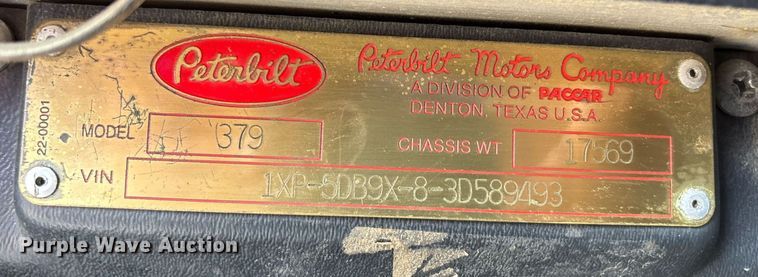 Peterbilt
Peterbilt Motors Company
A DIVISION OF PACCAR
DENTON, TEXAS U.S.A.
22-00001
MODEL 379
CHASSIS WT 17569
VIN 1XP-5DB9X-8-3D589493
Purple Wave Auction